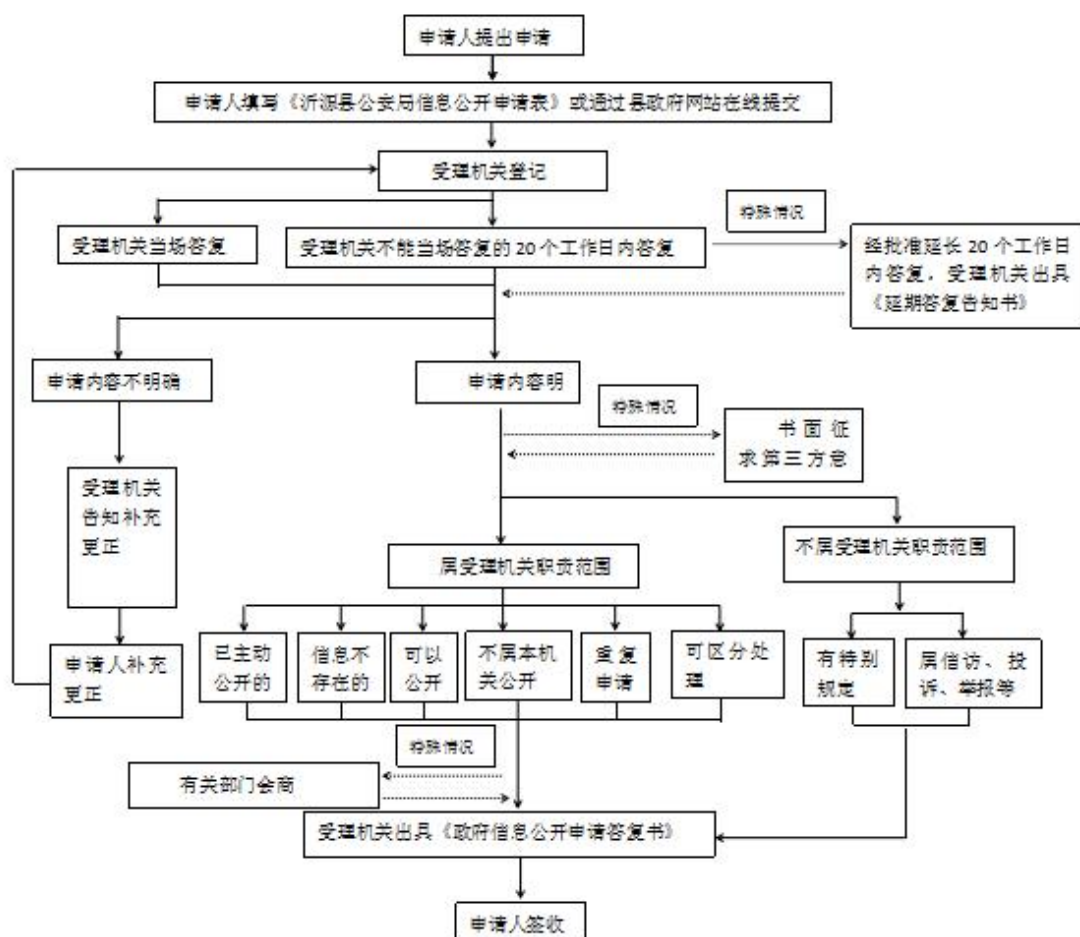 申请人提出申请
申请人填写《沂源县公安局信息公开申请表》或通过县政府网站在线提交
受理机关登记
特殊情况
受理机关当场答复
受理机关不能当场答复的 20 个工作日内答复
经批准延长 20 个工作日
内答复，受理机关出具
《延期答复告知书》
申请内容不明确
申请内容明
特殊情况
书面征
求第三方意
受理机关
告知补充
更正
属受理机关职责范围
不属受理机关职责范围
申请人补充
更正
已主动
公开的
信息不
存在的
可以
公开
不属本机
关公开
重复
申请
可区分处
理
有特别
规定
属信访、投
诉、举报等
特殊情况
有关部门会商
受理机关出具《政府信息公开申请答复书》
申请人签收